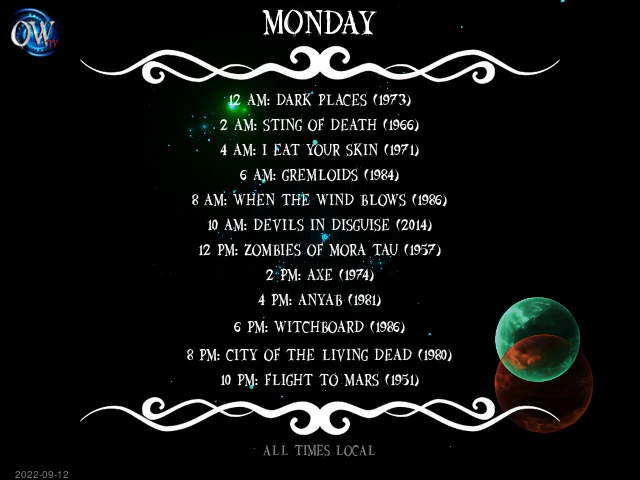 OW TV
MONDAY
12 AM: DARK PLACES (1973)
2 AM: STING OF DEATH (1966)
4 AM: I EAT YOUR SKIN (1971)
6 AM: GREMLOIDS (1984)
8 AM: WHEN THE WIND BLOWS (1986)
10 AM: DEVILS IN DISGUISE (2014)
12 PM: ZOMBIES OF MORA TAU (1957)
2 PM: AXE (1974)
4 PM: ANYAB (1981)
6 PM: WITCHBOARD (1986)
8 PM: CITY OF THE LIVING DEAD (1980)
10 PM: FLIGHT TO MARS (1951)
ALL TIMES LOCAL
2022-09-12